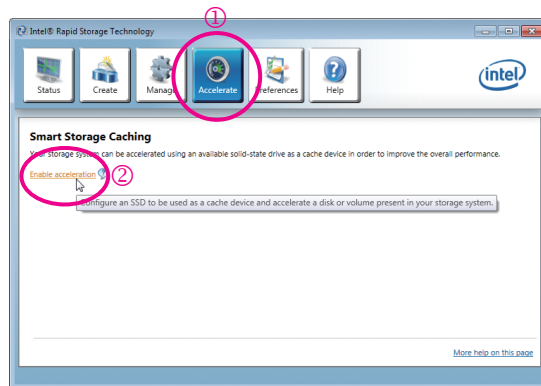 ①
Intel® Rapid Storage Technology
Status
Create
Manage
Accelerate
Preferences
Help
intel
Smart Storage Caching
Your storage system can be accelerated using an available solid-state drive as a cache device in order to improve the overall performance.
Enable acceleration ?
②
Configure an SSD to be used as a cache device and accelerate a disk or volume present in your storage system.
More help on this page